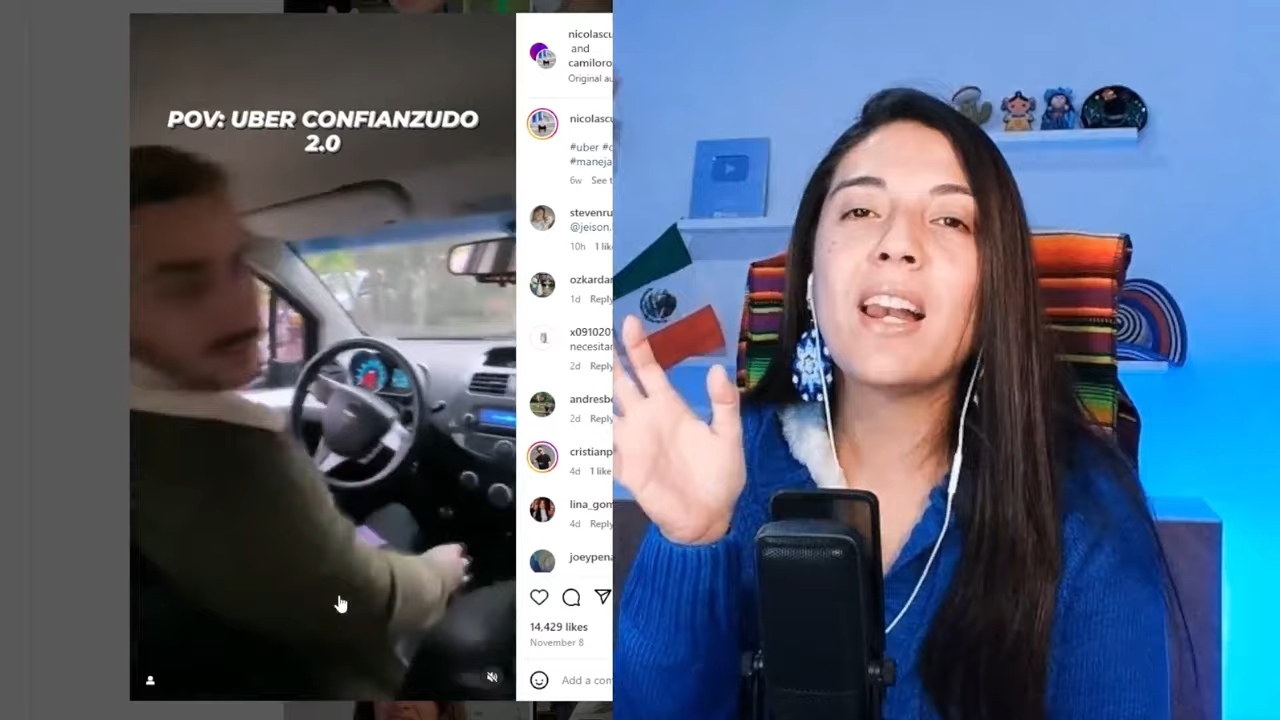 POV: UBER CONFIANZUDO
2.0
nicolascu
and
camiloro
Original au
nicolascu
#uber #c
#maneja
6w See t
stevenru
@jeison.
10h 1 lik
ozkardar
1d Reply
x091020
necesitar
2d Reply
andresbe
2d Reply
cristianp
4d 1 like
lina_gom
4d Reply
joeypena
14,429 likes
November 8
Add a com